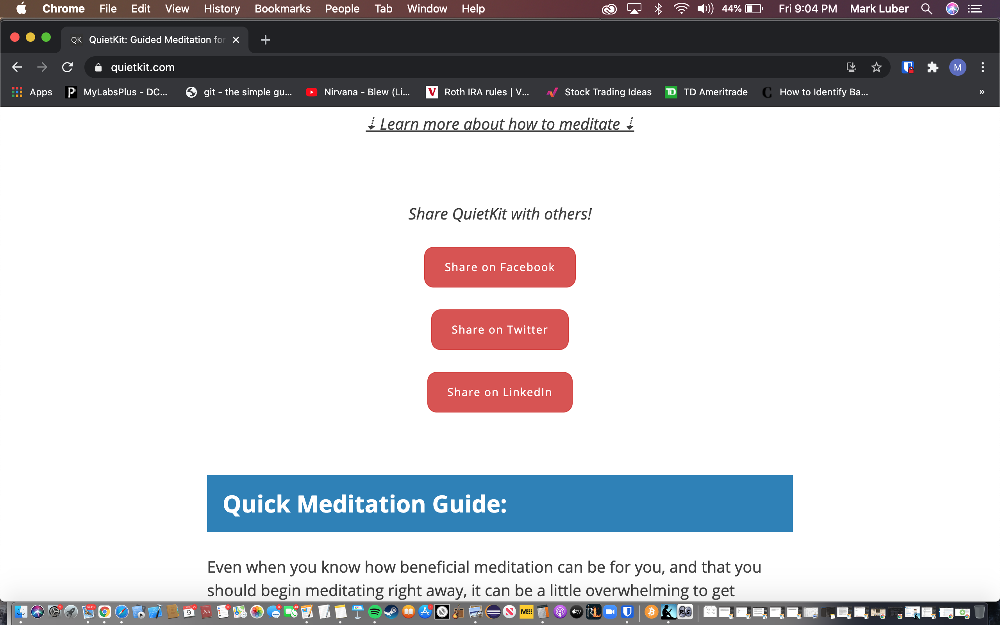 Chrome File Edit View History Bookmarks People Tab Window Help 44% Fri 9:04 PM Mark Luber
QK QuietKit: Guided Meditation for
quietkit.com M
Apps MyLabsPlus - DC... git - the simple gu... Nirvana - Blew (Li... Roth IRA rules | V... Stock Trading Ideas TD Ameritrade How to Identify Ba... »
⇣ Learn more about how to meditate ⇣
Share QuietKit with others!
Share on Facebook
Share on Twitter
Share on LinkedIn
Quick Meditation Guide:
Even when you know how beneficial meditation can be for you, and that you
should begin meditating right away, it can be a little overwhelming to get